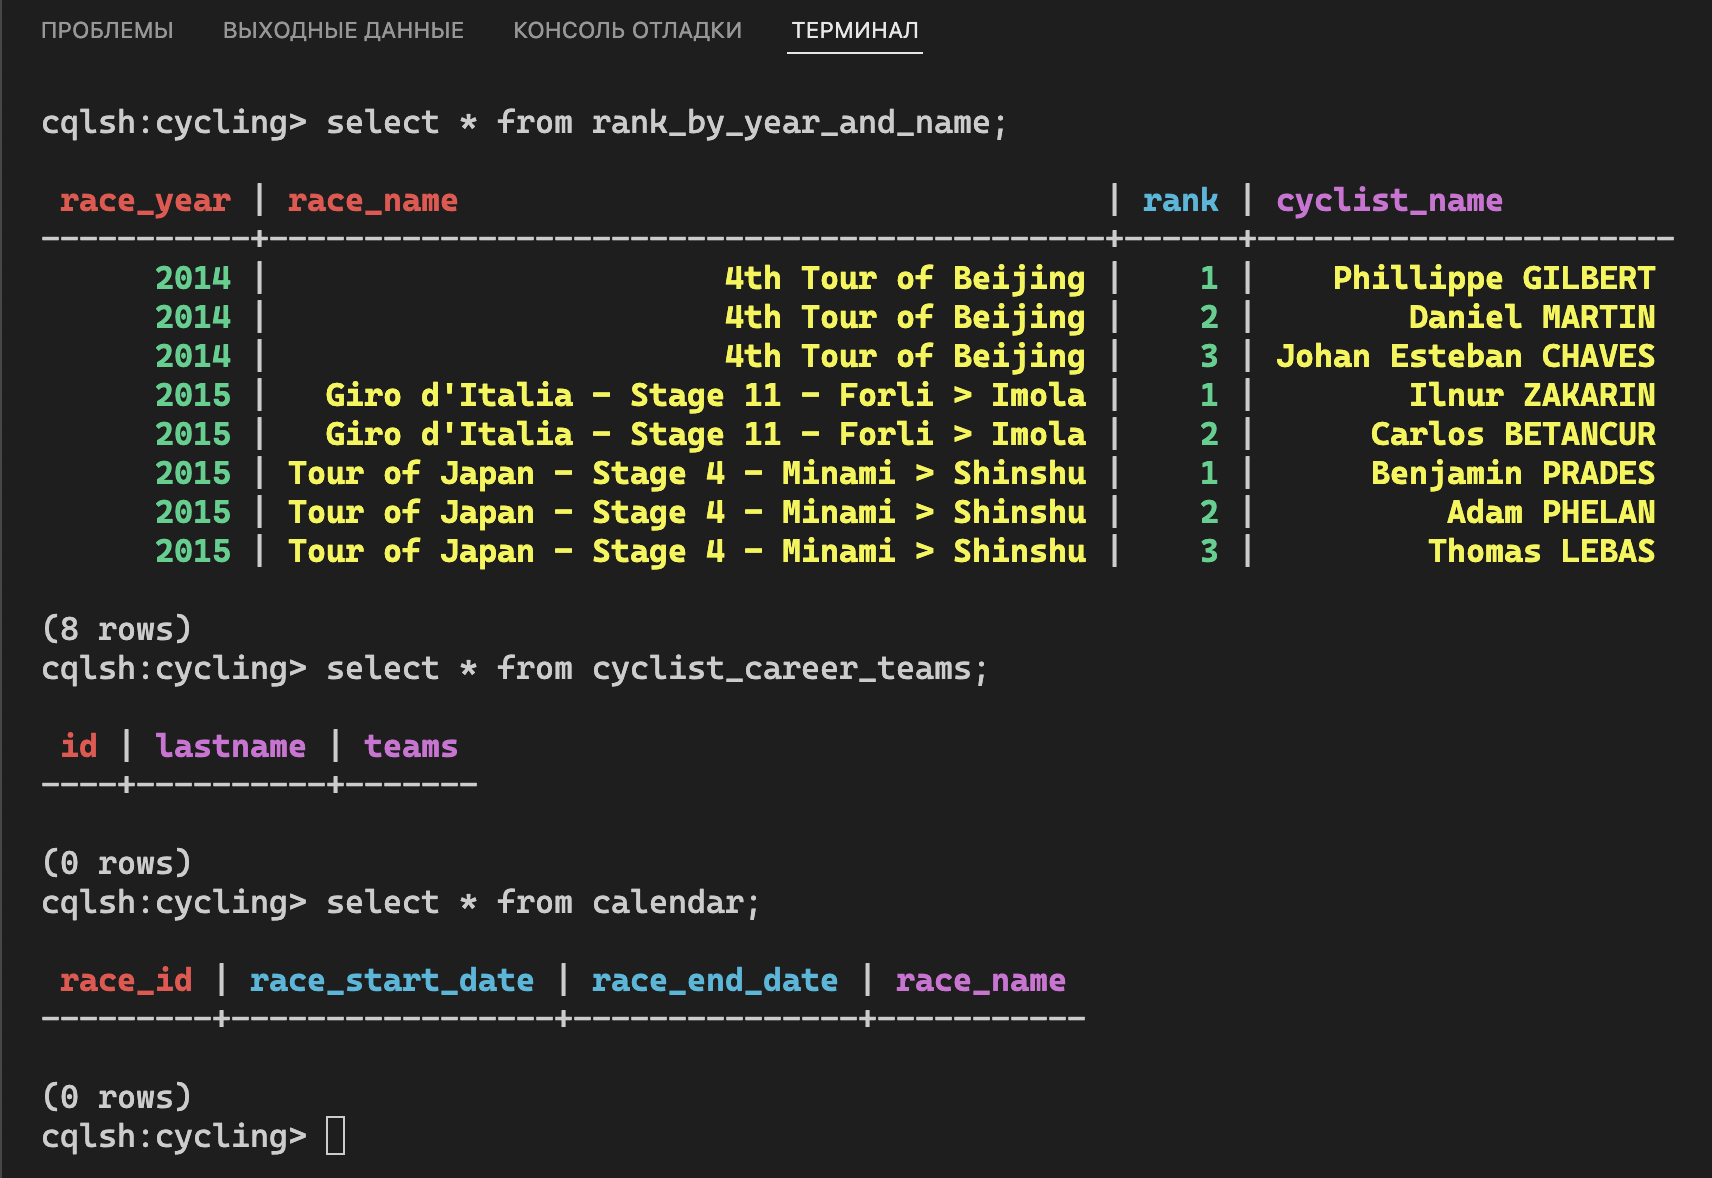 ПРОБЛЕМЫ ВЫХОДНЫЕ ДАННЫЕ КОНСОЛЬ ОТЛАДКИ ТЕРМИНАЛ
cqlsh:cycling> select * from rank_by_year_and_name;
 race_year | race_name                                  | rank | cyclist_name
-----------+--------------------------------------------+------+----------------------
      2014 |                        4th Tour of Beijing |    1 |    Phillippe GILBERT
      2014 |                        4th Tour of Beijing |    2 |        Daniel MARTIN
      2014 |                        4th Tour of Beijing |    3 | Johan Esteban CHAVES
      2015 |   Giro d'Italia - Stage 11 - Forli > Imola |    1 |        Ilnur ZAKARIN
      2015 |   Giro d'Italia - Stage 11 - Forli > Imola |    2 |      Carlos BETANCUR
      2015 | Tour of Japan - Stage 4 - Minami > Shinshu |    1 |      Benjamin PRADES
      2015 | Tour of Japan - Stage 4 - Minami > Shinshu |    2 |          Adam PHELAN
      2015 | Tour of Japan - Stage 4 - Minami > Shinshu |    3 |         Thomas LEBAS
(8 rows)
cqlsh:cycling> select * from cyclist_career_teams;
 id | lastname | teams
----+----------+-------
(0 rows)
cqlsh:cycling> select * from calendar;
 race_id | race_start_date | race_end_date | race_name
---------+-----------------+---------------+-----------
(0 rows)
cqlsh:cycling>